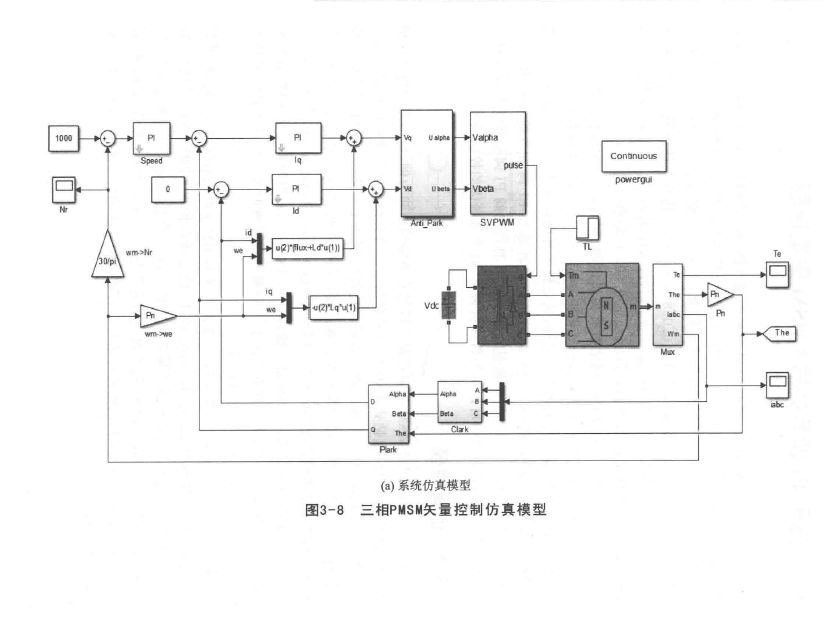 1000
PI
Speed
PI
Iq
Vq
U alpha
Valpha
pulse
Continuous
powergui
Nr
0
PI
Id
Vd
U beta
Anti_Park
Vbeta
SVPWM
TL
id
we
u(2)*(flux+Ld*u(1))
30/pi
wm->Nr
iq
we
-u(2)*Lq*u(1)
Pn
wm->we
Vdc
g
Tm
A
B
C
N
S
m
m
Te
The
iabc
Wm
Mux
Pn
Pn
Te
The
iabc
D
Q
Alpha
Beta
The
Plark
Alpha
Beta
A
B
C
Clark
(a) 系统仿真模型
图3-8 三相PMSM矢量控制仿真模型